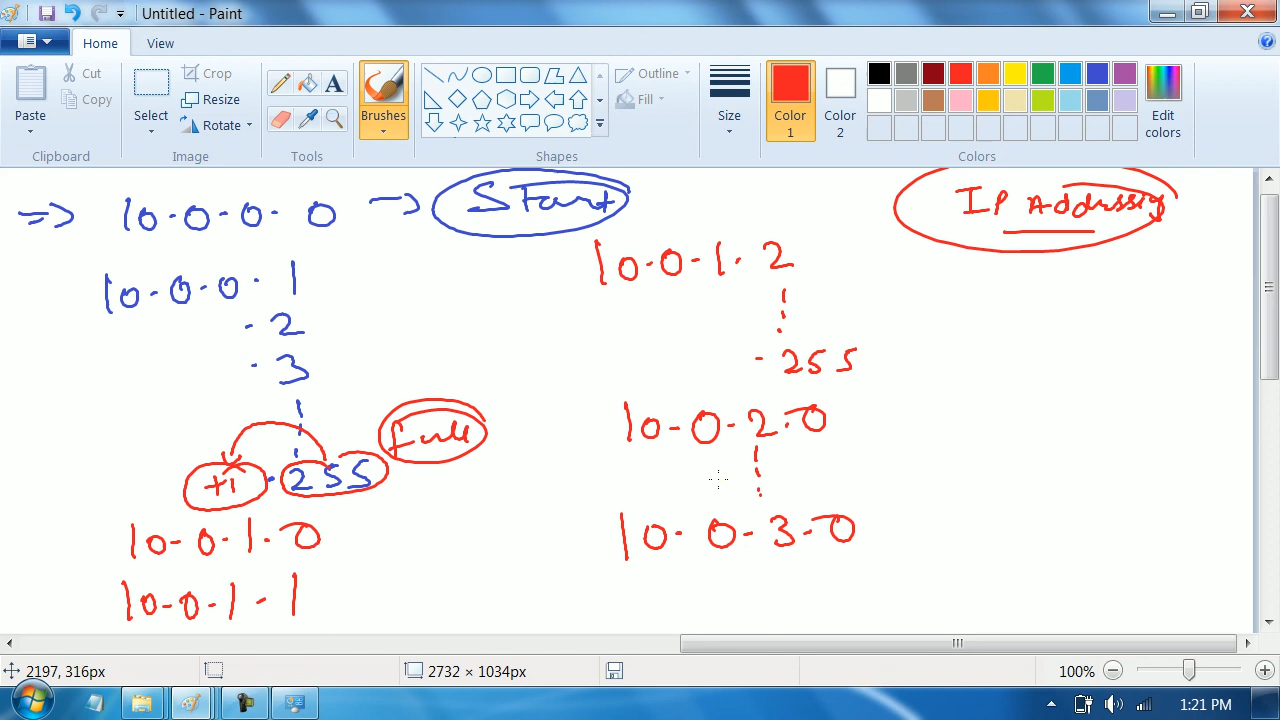 Untitled - Paint
Home View
Cut
Copy
Paste
Clipboard
Select
Crop
Resize
Rotate
Image
Tools
Brushes
Shapes
Outline
Fill
Size
Color 1
Color 2
Edit colors
Colors
=> 10.0.0.0 -> Start
IP Addressing
10.0.0.1
.2
.3
.255
+1
Full
10.0.1.0
10.0.1.1
10.0.1.2
.255
10.0.2.0
10.0.3.0
2197, 316px
2732 × 1034px
100%
1:21 PM